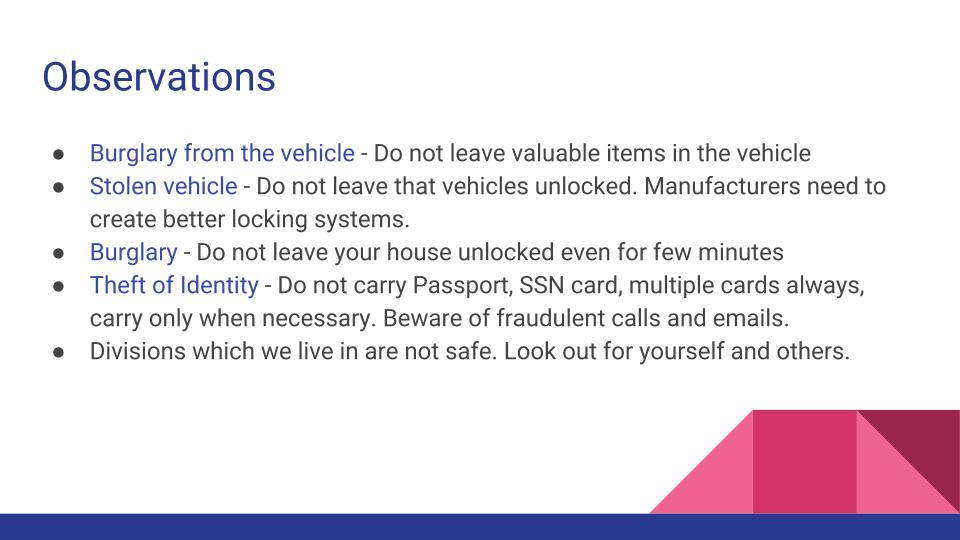 Observations
● Burglary from the vehicle - Do not leave valuable items in the vehicle
● Stolen vehicle - Do not leave that vehicles unlocked. Manufacturers need to
create better locking systems.
● Burglary - Do not leave your house unlocked even for few minutes
● Theft of Identity - Do not carry Passport, SSN card, multiple cards always,
carry only when necessary. Beware of fraudulent calls and emails.
● Divisions which we live in are not safe. Look out for yourself and others.